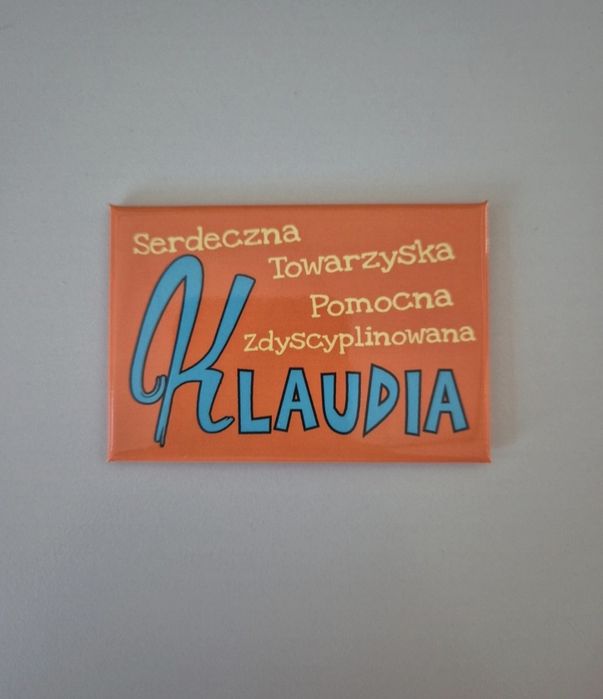 Serdeczna
Towarzyska
Pomocna
zdyscyplinowana
KLAUDIA